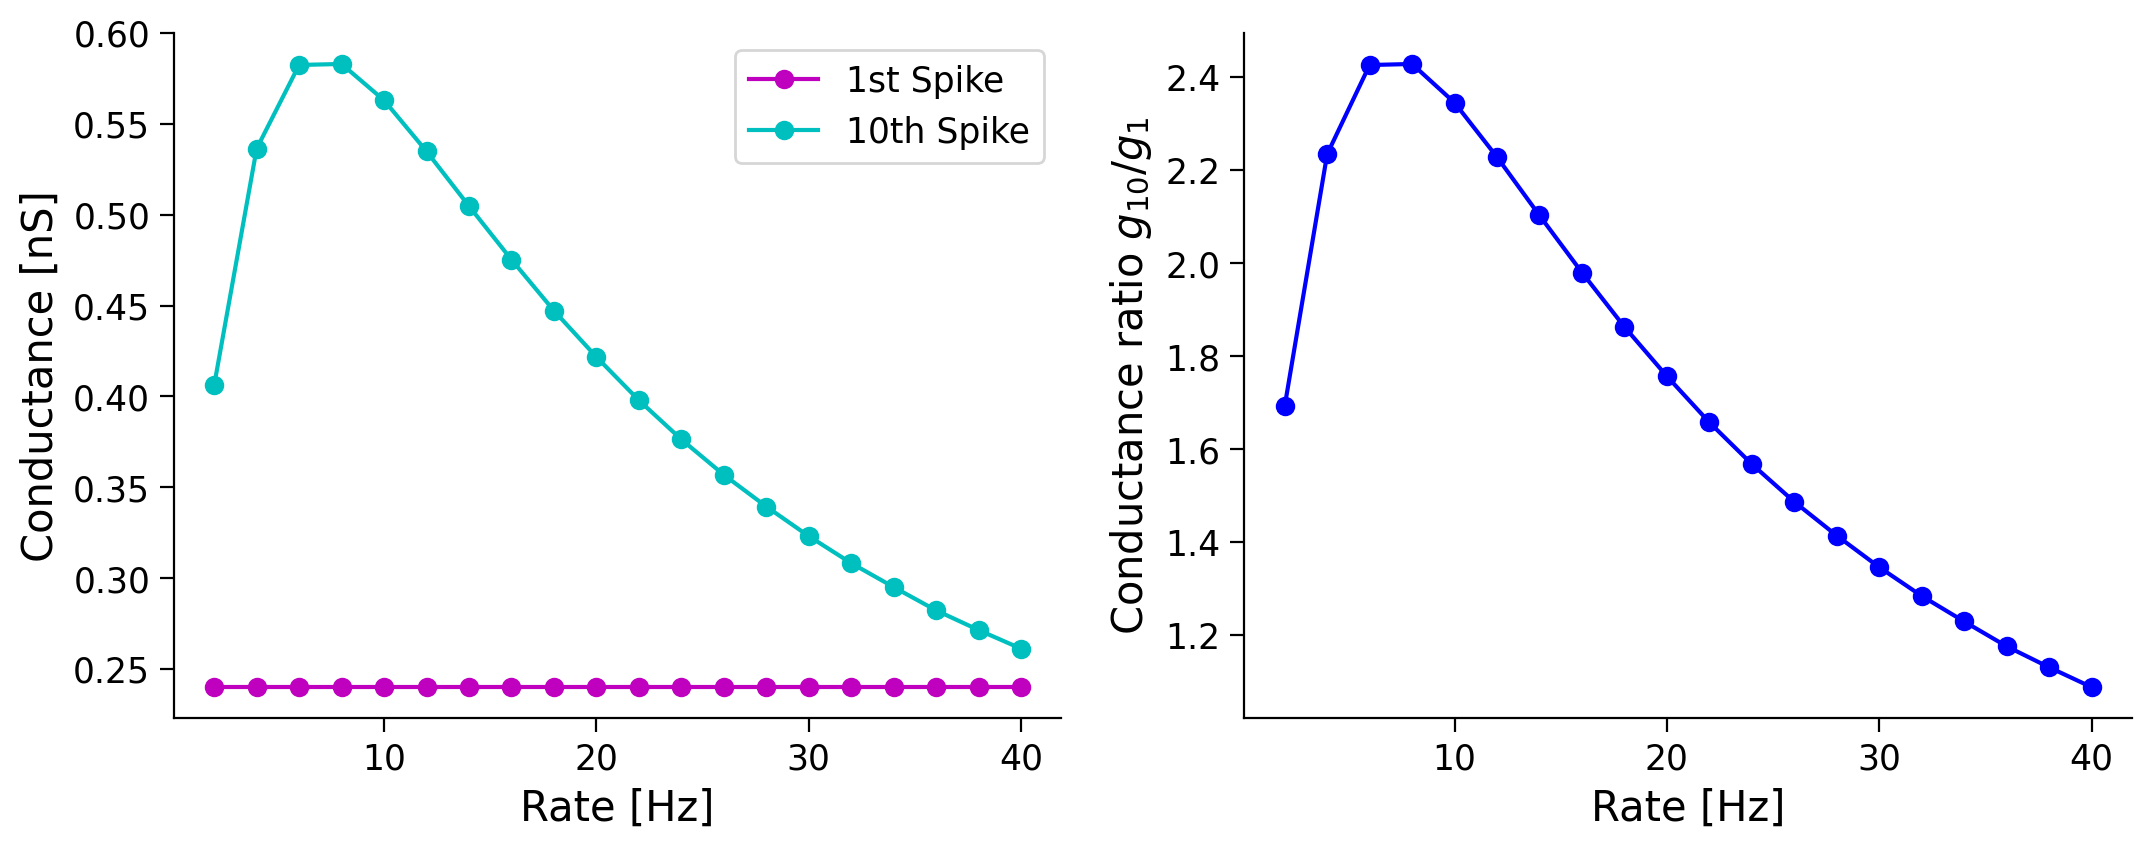 Conductance [nS]
0.60
0.55
0.50
0.45
0.40
0.35
0.30
0.25
1st Spike
10th Spike
10 20 30 40
Rate [Hz]
Conductance ratio g₁₀/g₁
2.4
2.2
2.0
1.8
1.6
1.4
1.2
10 20 30 40
Rate [Hz]